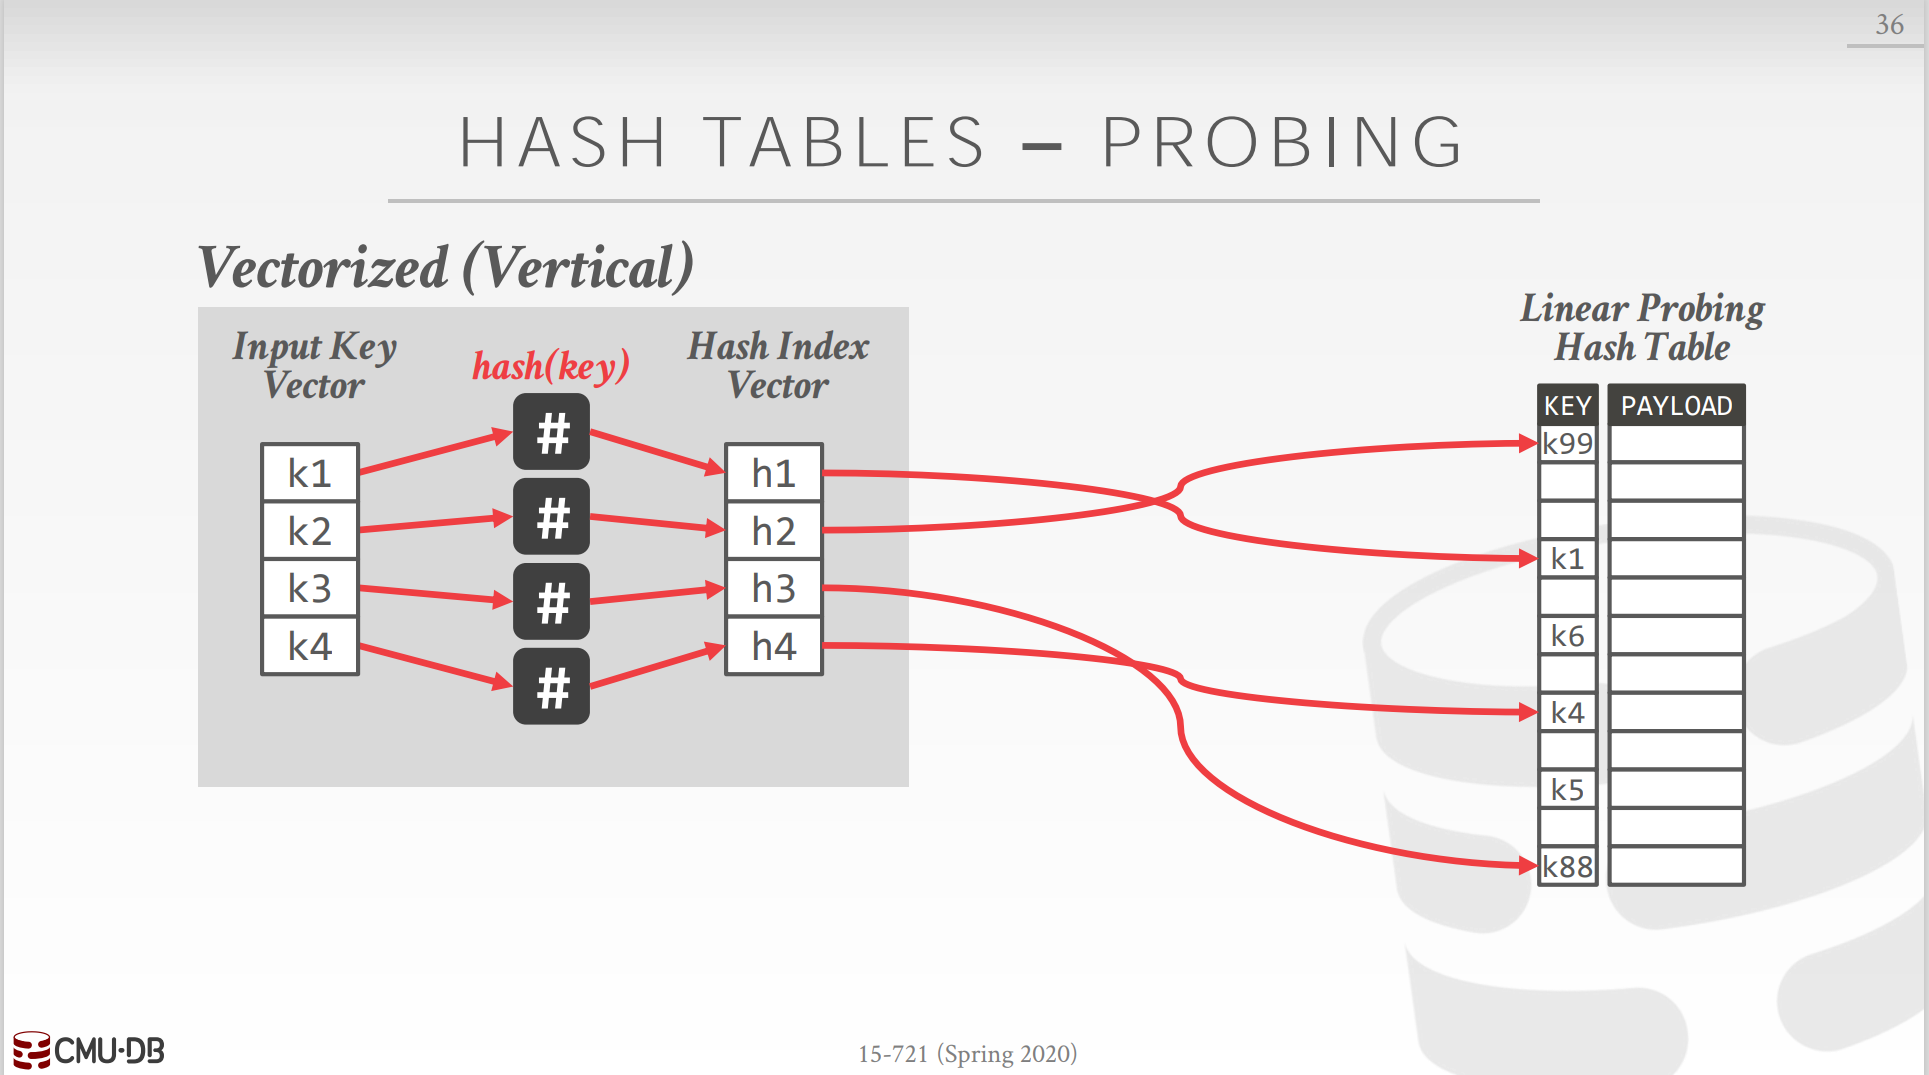 36
HASH TABLES – PROBING
Vectorized (Vertical)
Input Key
Vector
hash(key)
Hash Index
Vector
#
#
#
#
k1
k2
k3
k4
h1
h2
h3
h4
Linear Probing
Hash Table
KEY PAYLOAD
k99
k1
k6
k4
k5
k88
CMU·DB
15-721 (Spring 2020)